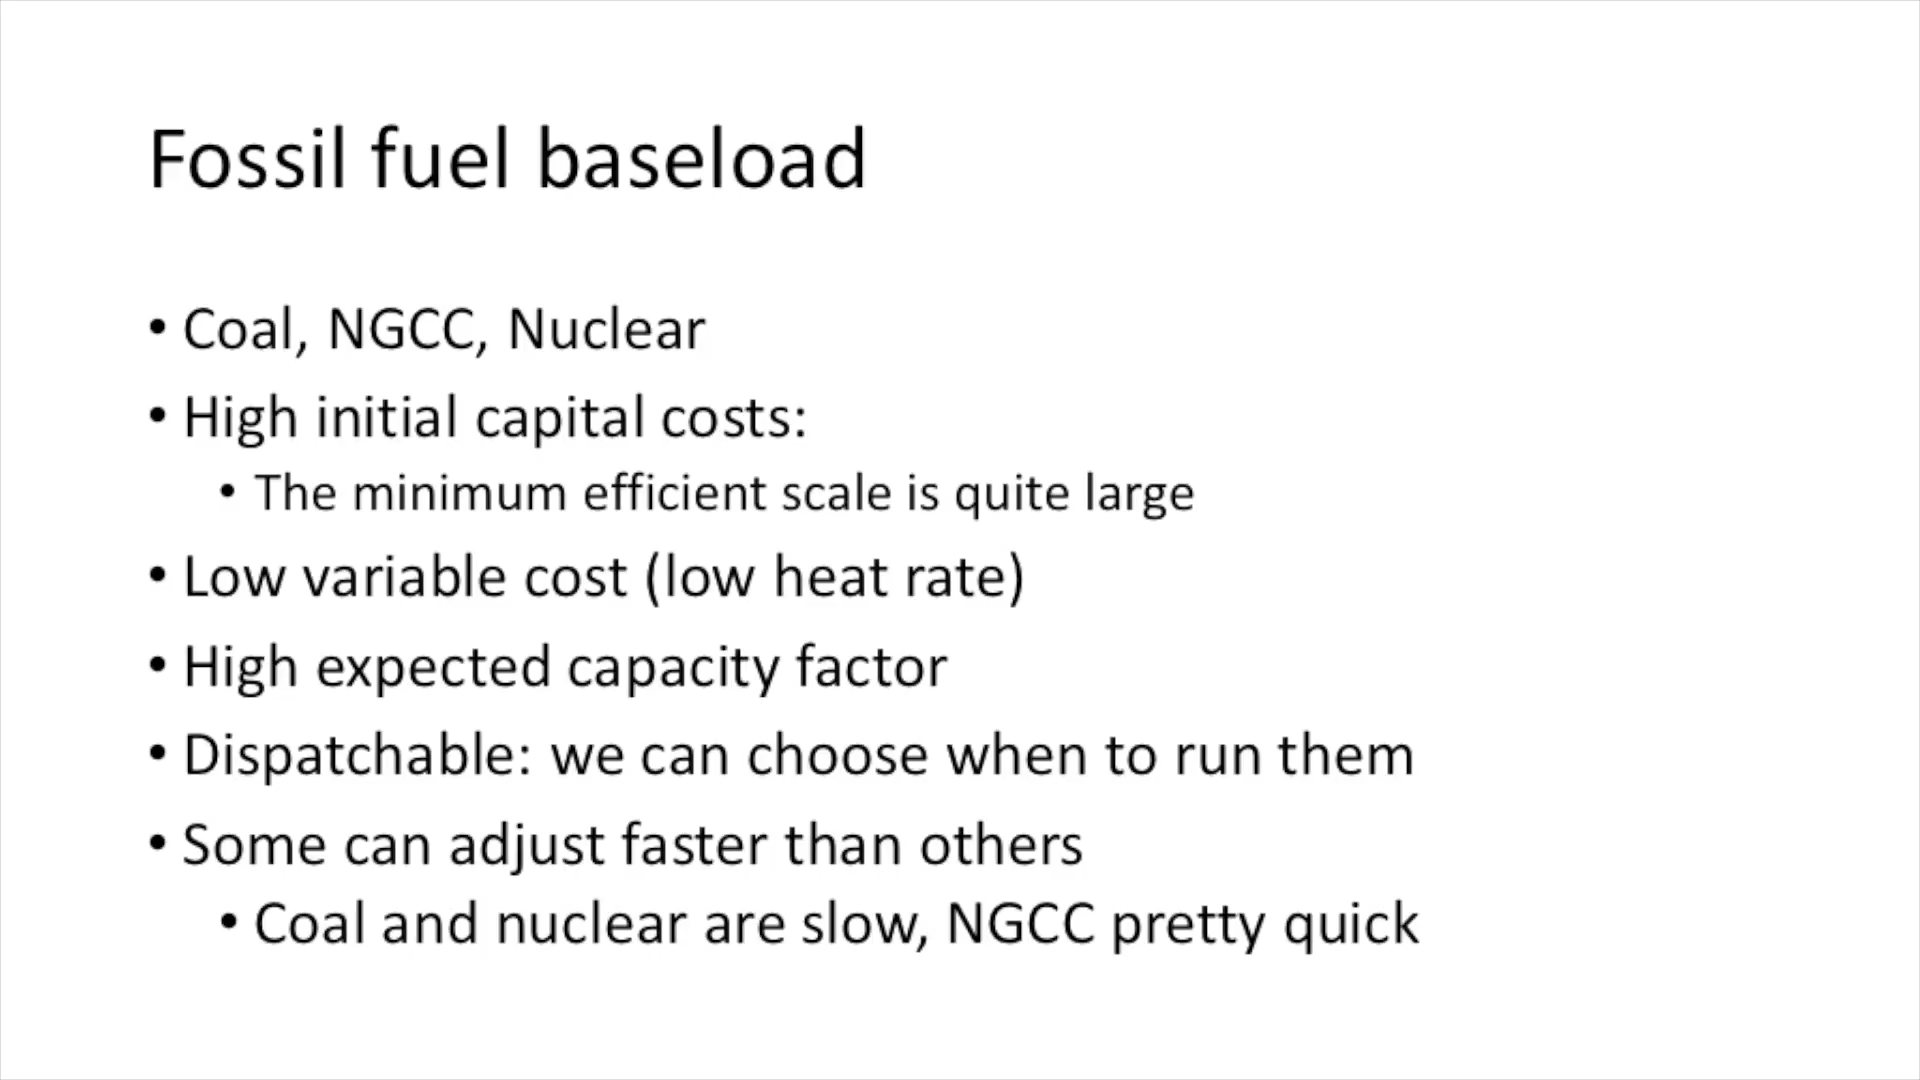 Fossil fuel baseload
• Coal, NGCC, Nuclear
• High initial capital costs:
• The minimum efficient scale is quite large
• Low variable cost (low heat rate)
• High expected capacity factor
• Dispatchable: we can choose when to run them
• Some can adjust faster than others
• Coal and nuclear are slow, NGCC pretty quick